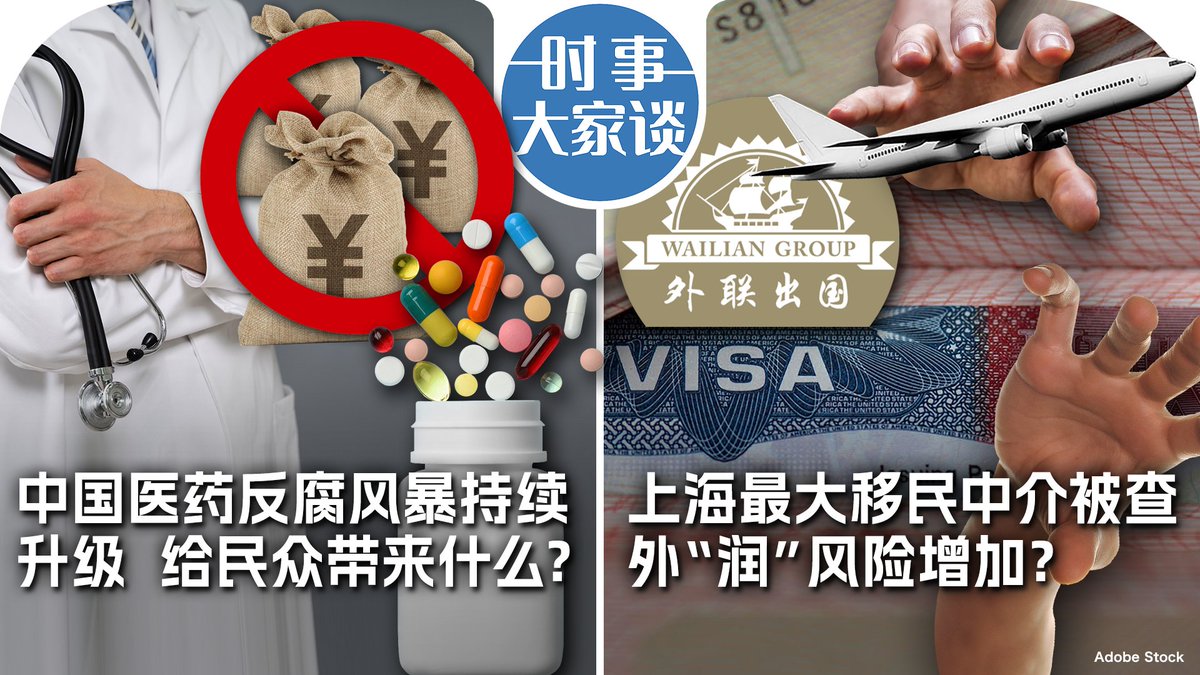 时事
大家谈
¥
¥
¥
中国医药反腐风暴持续
升级 给民众带来什么?
WAILIAN GROUP
外联出国
VISA
上海最大移民中介被查
外“润”风险增加?
Adobe Stock